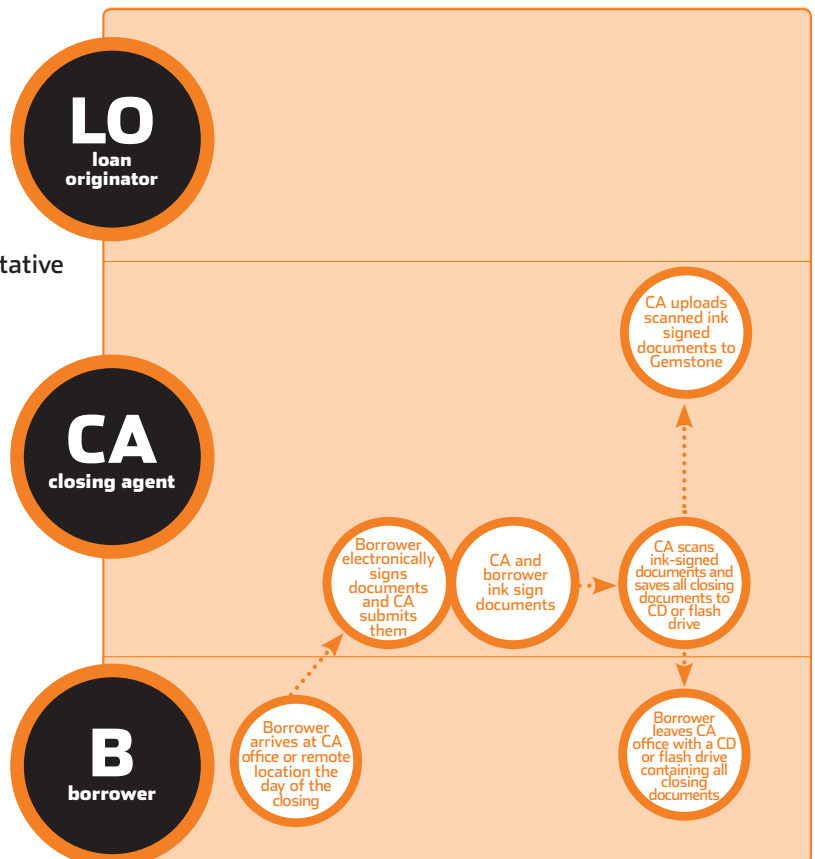 LO
loan
originator
tative
CA uploads
scanned ink
signed
documents to
Gemstone
CA
closing agent
Borrower
electronically
signs
documents
and CA
submits
them
CA and
borrower
ink sign
documents
CA scans
ink-signed
documents and
saves all closing
documents to
CD or flash
drive
B
borrower
Borrower
arrives at CA
office or remote
location the
day of the
closing
Borrower
leaves CA
office with a CD
or flash drive
containing all
closing
documents